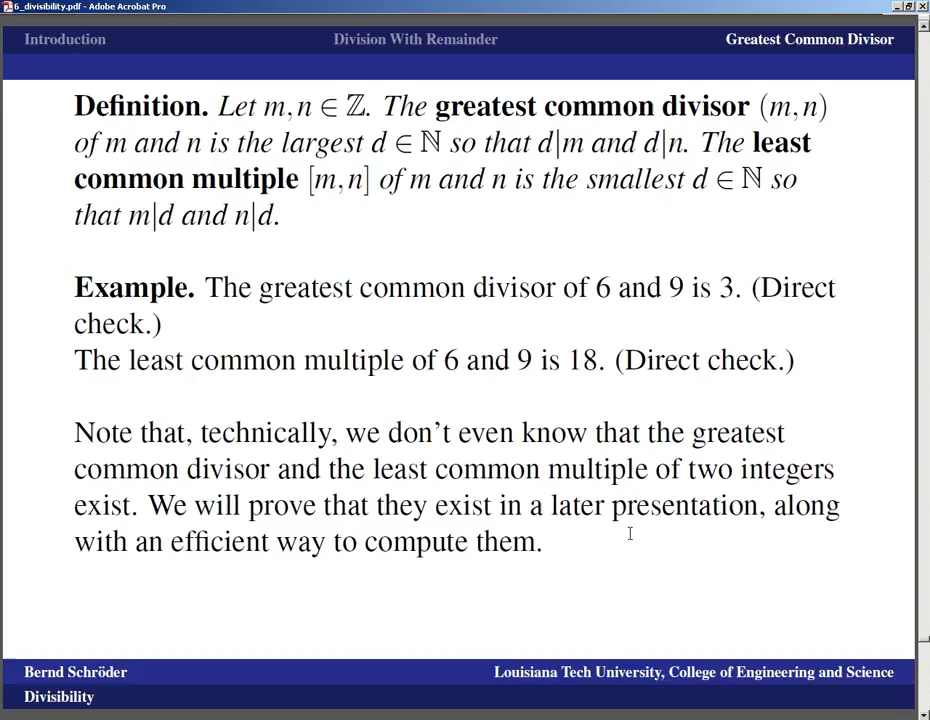 6_divisibility.pdf - Adobe Acrobat Pro
Introduction Division With Remainder Greatest Common Divisor
Definition. Let m, n ∈ ℤ. The greatest common divisor (m, n)
of m and n is the largest d ∈ ℕ so that d|m and d|n. The least
common multiple [m, n] of m and n is the smallest d ∈ ℕ so
that m|d and n|d.
Example. The greatest common divisor of 6 and 9 is 3. (Direct
check.)
The least common multiple of 6 and 9 is 18. (Direct check.)
Note that, technically, we don't even know that the greatest
common divisor and the least common multiple of two integers
exist. We will prove that they exist in a later presentation, along
with an efficient way to compute them.
Bernd Schröder Louisiana Tech University, College of Engineering and Science
Divisibility